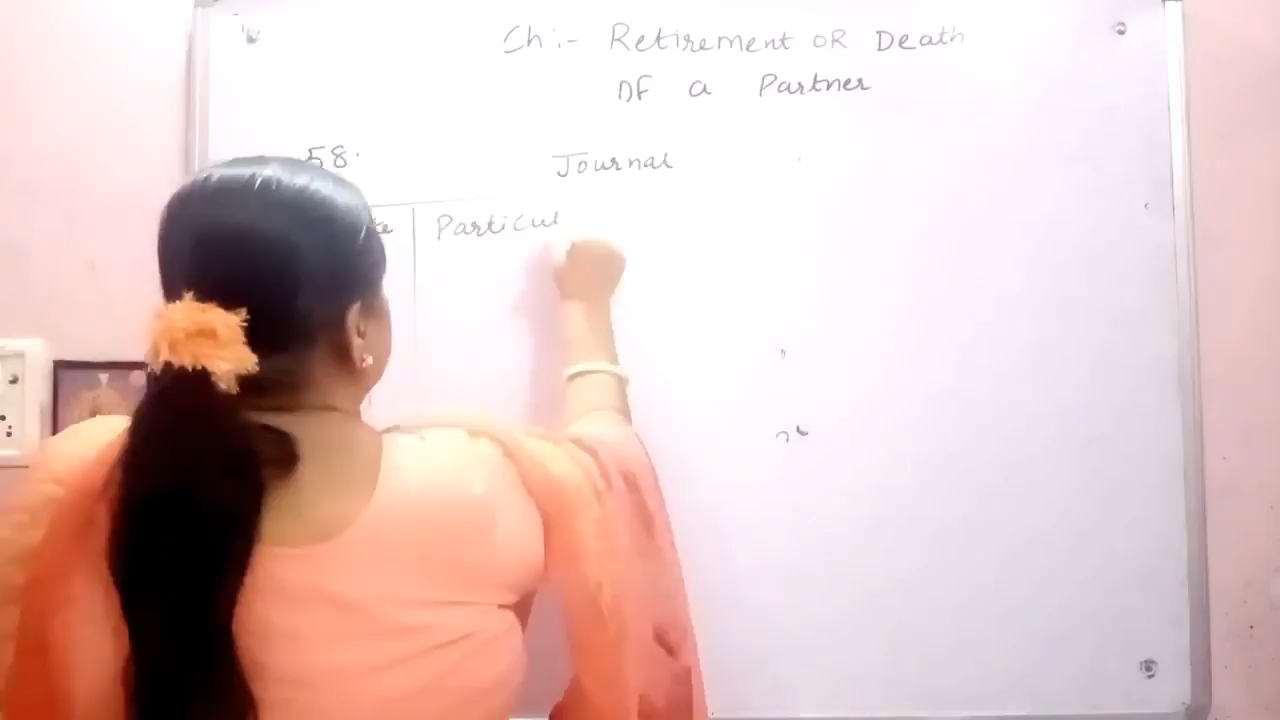 Ch:- Retirement OR Death
OF a Partner
58.
Journal
Particul